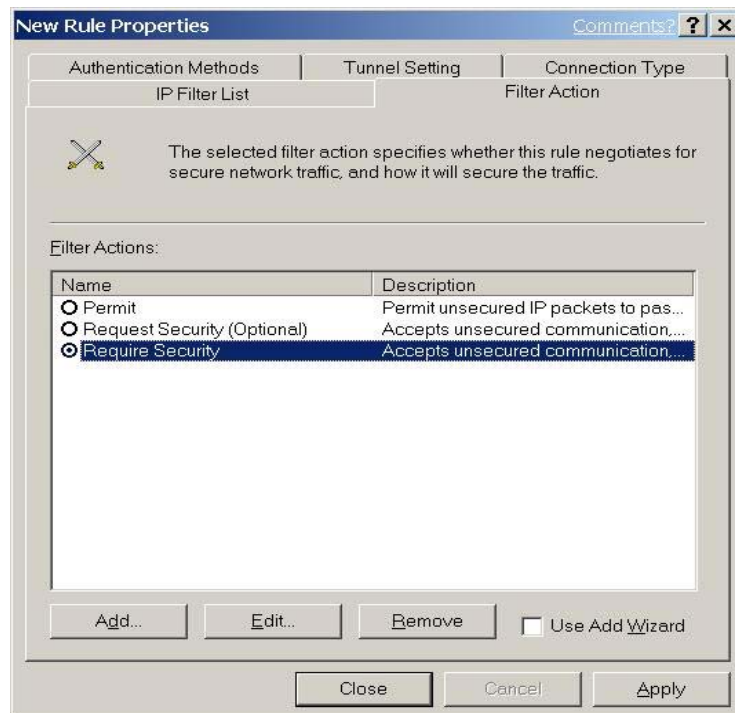 New Rule Properties Comments? ? ×
Authentication Methods Tunnel Setting Connection Type
IP Filter List Filter Action
The selected filter action specifies whether this rule negotiates for
secure network traffic, and how it will secure the traffic.
Filter Actions:
Name Description
Permit Permit unsecured IP packets to pas...
Request Security (Optional) Accepts unsecured communication,...
Require Security Accepts unsecured communication,...
Add... Edit... Remove Use Add Wizard
Close Cancel Apply